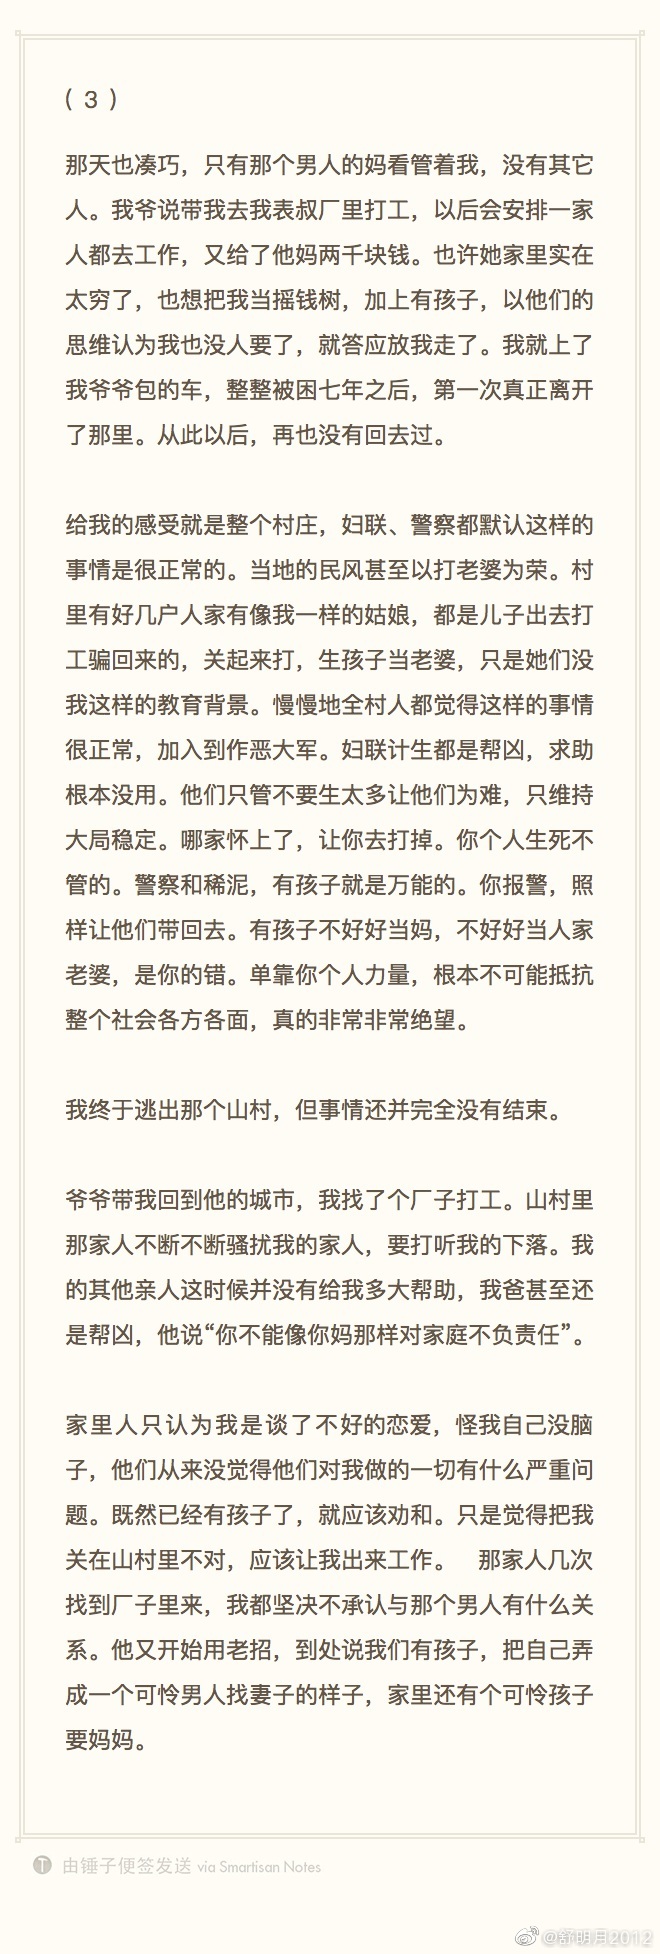 （3）
那天也凑巧，只有那个男人的妈看管着我，没有其它
人。我爷说带我去我表叔厂里打工，以后会安排一家
人都去工作，又给了他妈两千块钱。也许她家里实在
太穷了，也想把我当摇钱树，加上有孩子，以他们的
思维认为我也没人要了，就答应放我走了。我就上了
我爷爷包的车，整整被困七年之后，第一次真正离开
了那里。从此以后，再也没有回去过。
给我的感受就是整个村庄，妇联、警察都默认这样的
事情是很正常的。当地的民风甚至以打老婆为荣。村
里有好几户人家有像我一样的姑娘，都是儿子出去打
工骗回来的，关起来打，生孩子当老婆，只是她们没
我这样的教育背景。慢慢地全村人都觉得这样的事情
很正常，加入到作恶大军。妇联计生都是帮凶，求助
根本没用。他们只管不要生太多让他们为难，只维持
大局稳定。哪家怀上了，让你去打掉。你个人生死不
管的。警察和稀泥，有孩子就是万能的。你报警，照
样让他们带回去。有孩子不好好当妈，不好好当人家
老婆，是你的错。单靠你个人力量，根本不可能抵抗
整个社会各方各面，真的非常非常绝望。
我终于逃出那个山村，但事情还并完全没有结束。
爷爷带我回到他的城市，我找了个厂子打工。山村里
那家人不断不断骚扰我的家人，要打听我的下落。我
的其他亲人这时候并没有给我多大帮助，我爸甚至还
是帮凶，他说“你不能像你妈那样对家庭不负责任”。
家里人只认为我是谈了不好的恋爱，怪我自己没脑
子，他们从来没觉得他们对我做的一切有什么严重问
题。既然已经有孩子了，就应该劝和。只是觉得把我
关在山村里不对，应该让我出来工作。 那家人几次
找到厂子里来，我都坚决不承认与那个男人有什么关
系。他又开始用老招，到处说我们有孩子，把自己弄
成一个可怜男人找妻子的样子，家里还有个可怜孩子
要妈妈。
T 由锤子便签发送 via Smartisan Notes
@舒明月2012